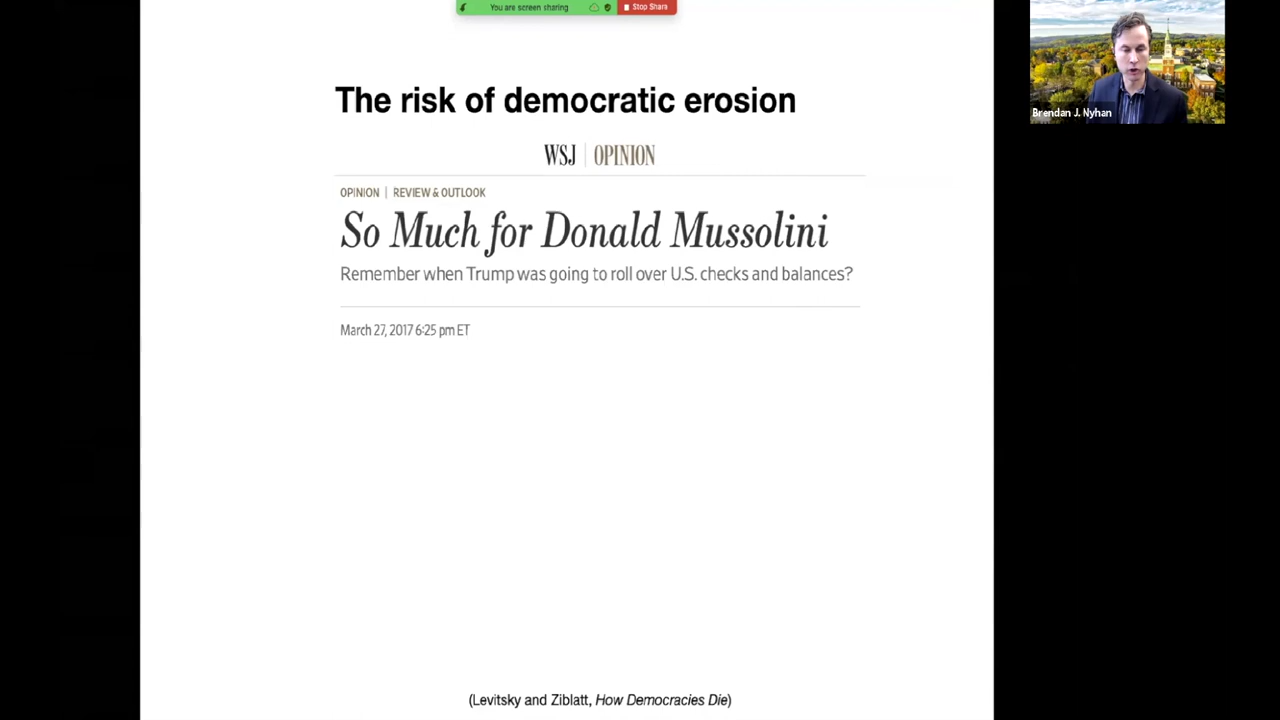 You are screen sharing
Stop Share
Brendan J. Nyhan
The risk of democratic erosion
WSJ | OPINION
OPINION | REVIEW & OUTLOOK
So Much for Donald Mussolini
Remember when Trump was going to roll over U.S. checks and balances?
March 27, 2017 6:25 pm ET
(Levitsky and Ziblatt, How Democracies Die)